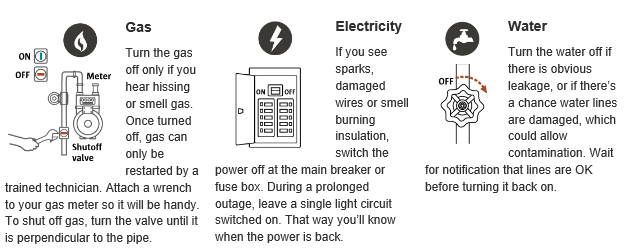 Gas
ON
OFF
Meter
Shutoff
valve
Turn the gas
off only if you
hear hissing
or smell gas.
Once turned
off, gas can
only be
restarted by a
trained technician. Attach a wrench
to your gas meter so it will be handy.
To shut off gas, turn the valve until it
is perpendicular to the pipe.
Electricity
ON
OFF
If you see
sparks,
damaged
wires or smell
burning
insulation,
switch the
power off at the main breaker or
fuse box. During a prolonged
outage, leave a single light circuit
switched on. That way you’ll know
when the power is back.
Water
OFF
Turn the water off if
there is obvious
leakage, or if there’s
a chance water lines
are damaged, which
could allow
contamination. Wait
for notification that lines are OK
before turning it back on.